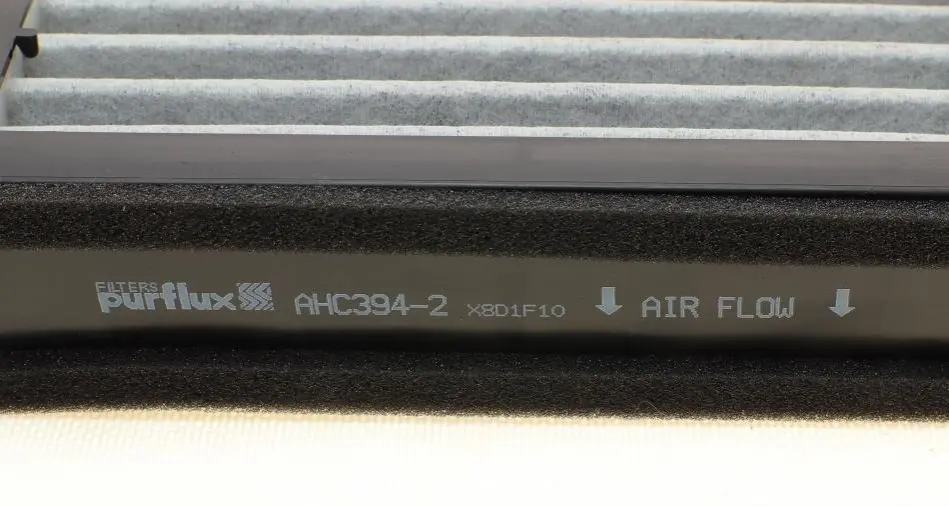 FILTERS
purflux AHC394-2 X8D1F10 ↓ AIR FLOW ↓